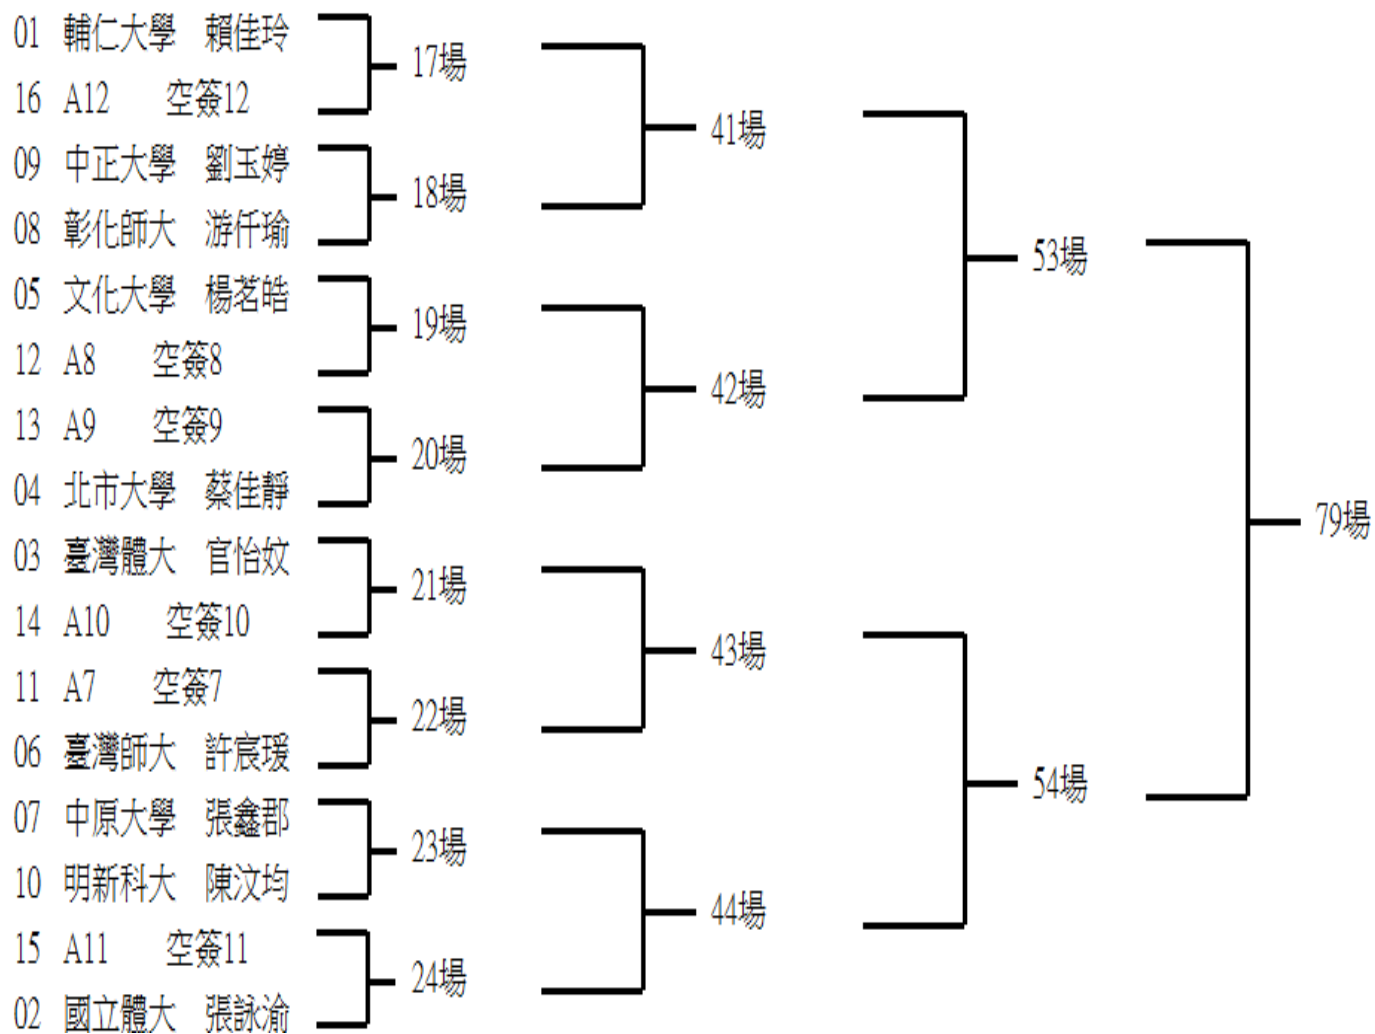 01 輔仁大學 賴佳玲
16 A12 空簽12
17場
09 中正大學 劉玉婷
08 彰化師大 游仟瑜
18場
41場
05 文化大學 楊茗皓
12 A8 空簽8
19場
13 A9 空簽9
04 北市大學 蔡佳靜
20場
42場
53場
03 臺灣體大 官怡妏
14 A10 空簽10
21場
11 A7 空簽7
06 臺灣師大 許宸瑗
22場
43場
07 中原大學 張鑫郡
10 明新科大 陳汶均
23場
15 A11 空簽11
02 國立體大 張詠渝
24場
44場
54場
79場